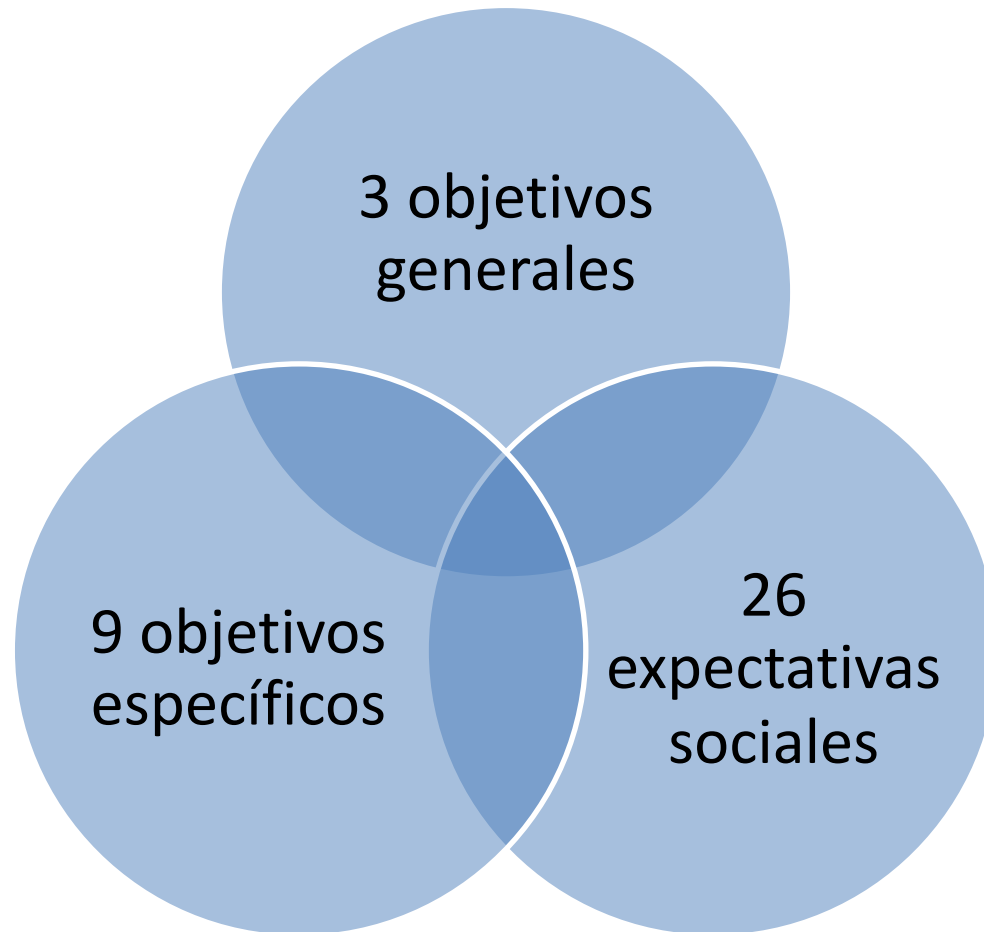 3 objetivos
generales
9 objetivos
específicos
26
expectativas
sociales